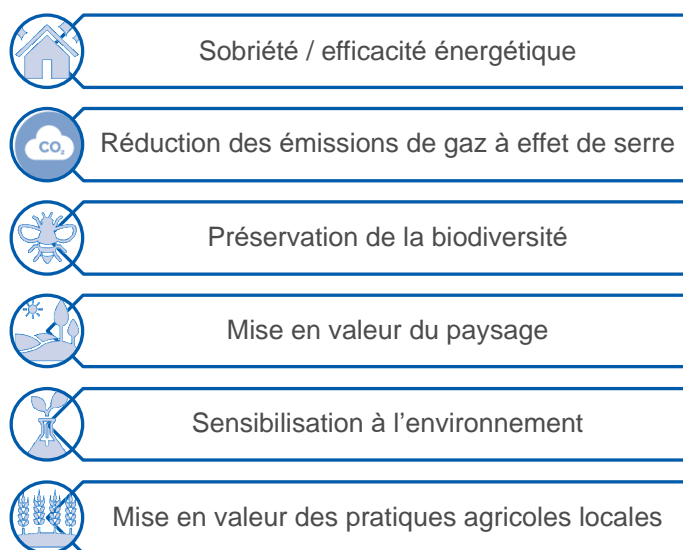 Sobriété / efficacité énergétique
CO₂
Réduction des émissions de gaz à effet de serre
Préservation de la biodiversité
Mise en valeur du paysage
Sensibilisation à l’environnement
Mise en valeur des pratiques agricoles locales